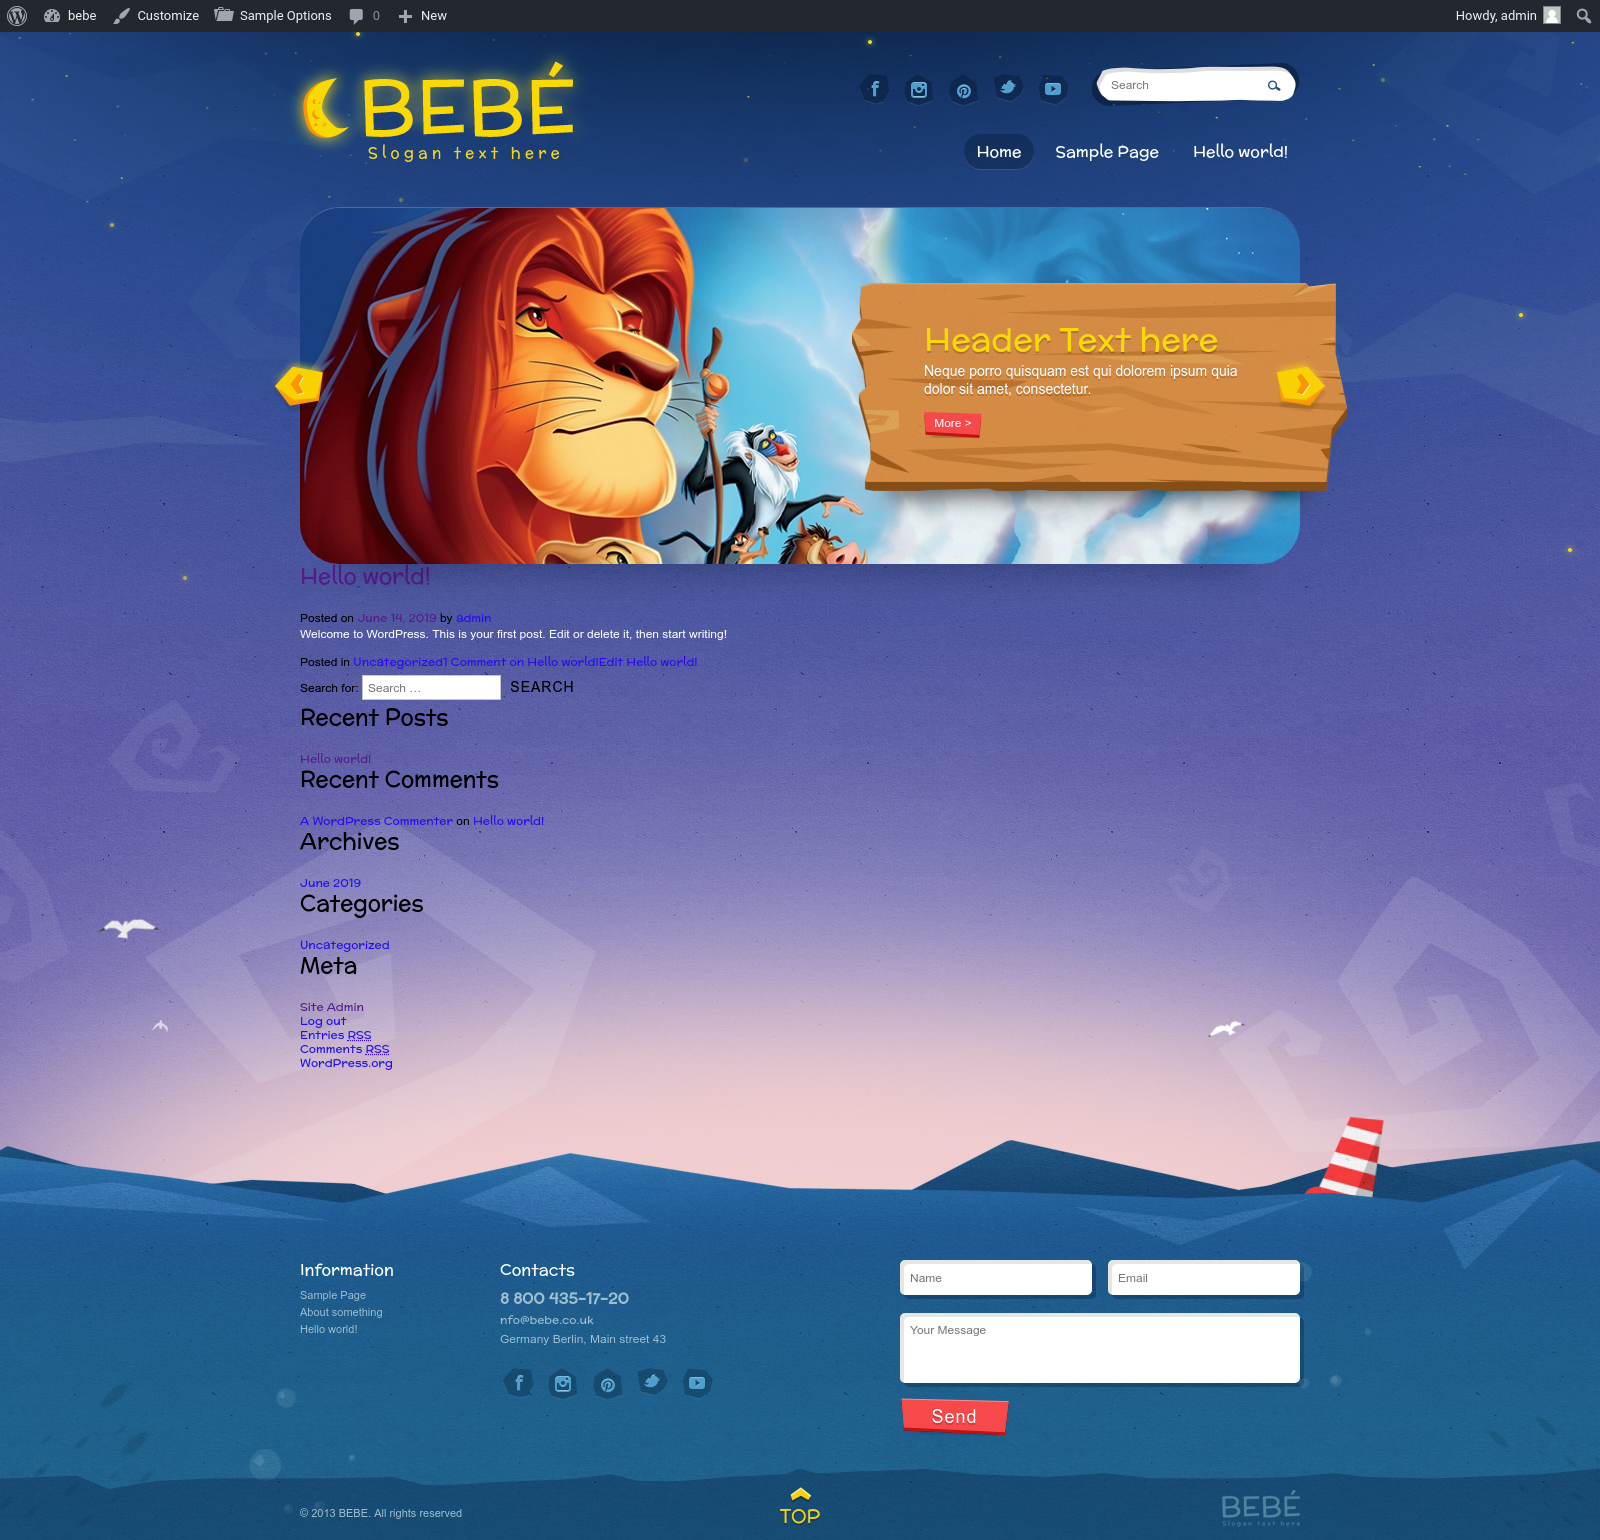 bebe Customize Sample Options 0 New Howdy, admin
BEBÉ
Slogan text here
Search
Home Sample Page Hello world!
Header Text here
Neque porro quisquam est qui dolorem ipsum quia
dolor sit amet, consectetur.
More >
Hello world!
Posted on June 14, 2019 by admin
Welcome to WordPress. This is your first post. Edit or delete it, then start writing!
Posted in Uncategorized1 Comment on Hello world!Edit Hello world!
Search for: Search … SEARCH
Recent Posts
Hello world!
Recent Comments
A WordPress Commenter on Hello world!
Archives
June 2019
Categories
Uncategorized
Meta
Site Admin
Log out
Entries RSS
Comments RSS
WordPress.org
Information
Sample Page
About something
Hello world!
Contacts
8 800 435-17-20
nfo@bebe.co.uk
Germany Berlin, Main street 43
Name
Email
Your Message
Send
© 2013 BEBE. All rights reserved
TOP
BEBÉ
Slogan text here